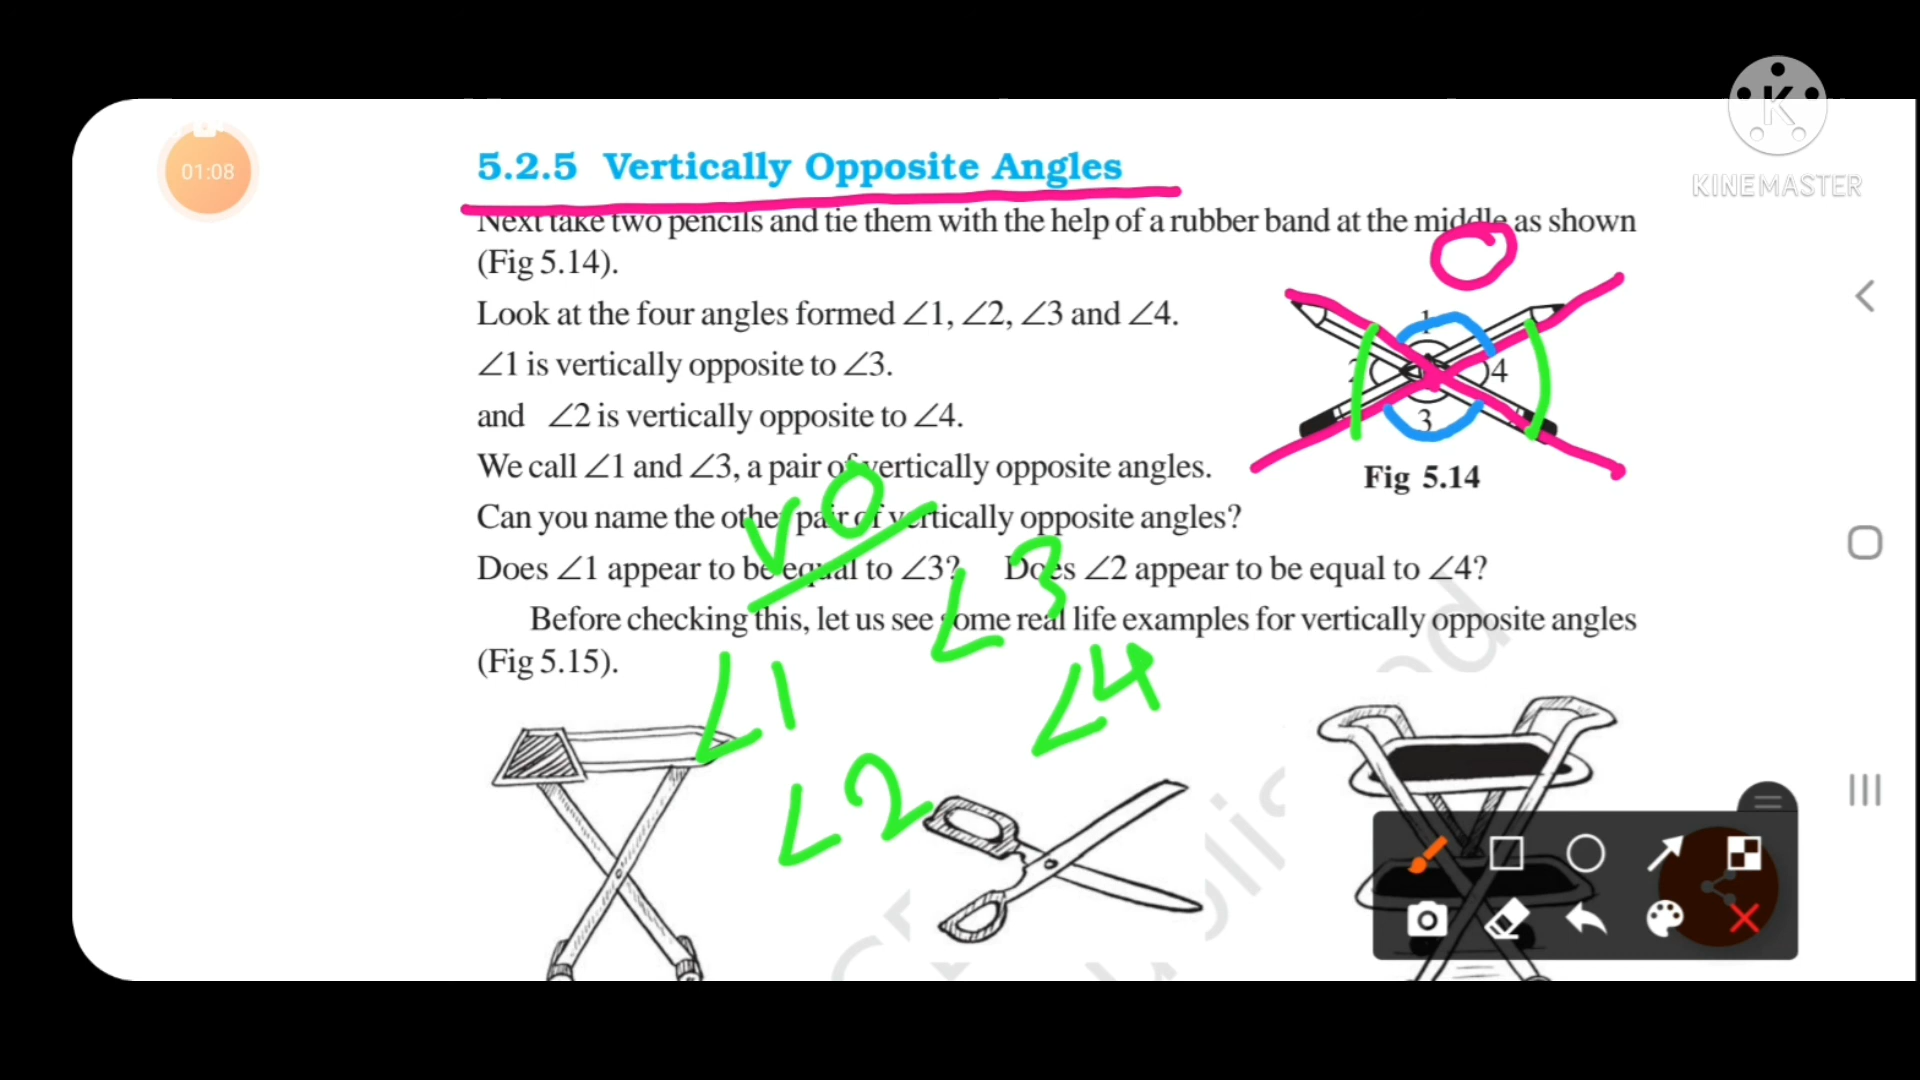 01:08
K
KINEMASTER
5.2.5 Vertically Opposite Angles
Next take two pencils and tie them with the help of a rubber band at the middle as shown
(Fig 5.14).
Look at the four angles formed ∠1, ∠2, ∠3 and ∠4.
∠1 is vertically opposite to ∠3.
and ∠2 is vertically opposite to ∠4.
We call ∠1 and ∠3, a pair of vertically opposite angles.
Can you name the other pair of vertically opposite angles?
Does ∠1 appear to be equal to ∠3? Does ∠2 appear to be equal to ∠4?
Before checking this, let us see some real life examples for vertically opposite angles
(Fig 5.15).
1
2
4
3
Fig 5.14
VO
∠1 ∠3
∠2 ∠4